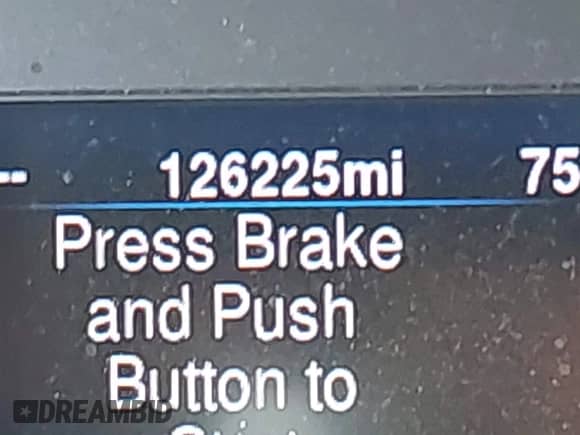 -- 126225mi 75
Press Brake
and Push
Button to
DREAMBID